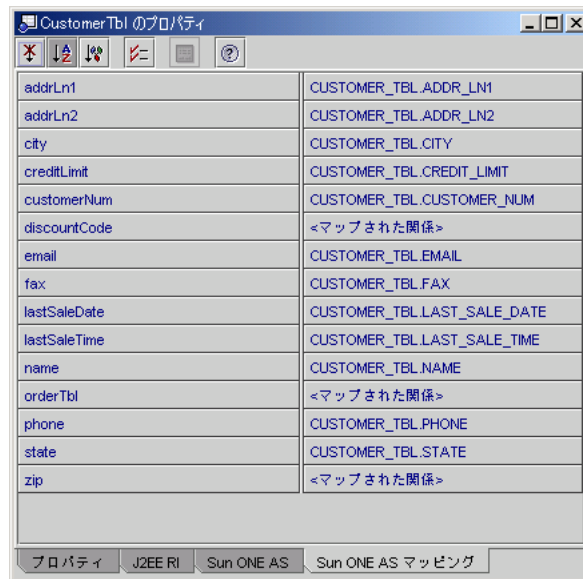 CustomerTbl のプロパティ
addrLn1 CUSTOMER_TBL.ADDR_LN1
addrLn2 CUSTOMER_TBL.ADDR_LN2
city CUSTOMER_TBL.CITY
creditLimit CUSTOMER_TBL.CREDIT_LIMIT
customerNum CUSTOMER_TBL.CUSTOMER_NUM
discountCode <マップされた関係>
email CUSTOMER_TBL.EMAIL
fax CUSTOMER_TBL.FAX
lastSaleDate CUSTOMER_TBL.LAST_SALE_DATE
lastSaleTime CUSTOMER_TBL.LAST_SALE_TIME
name CUSTOMER_TBL.NAME
orderTbl <マップされた関係>
phone CUSTOMER_TBL.PHONE
state CUSTOMER_TBL.STATE
zip <マップされた関係>
プロパティ J2EE RI Sun ONE AS Sun ONE AS マッピング